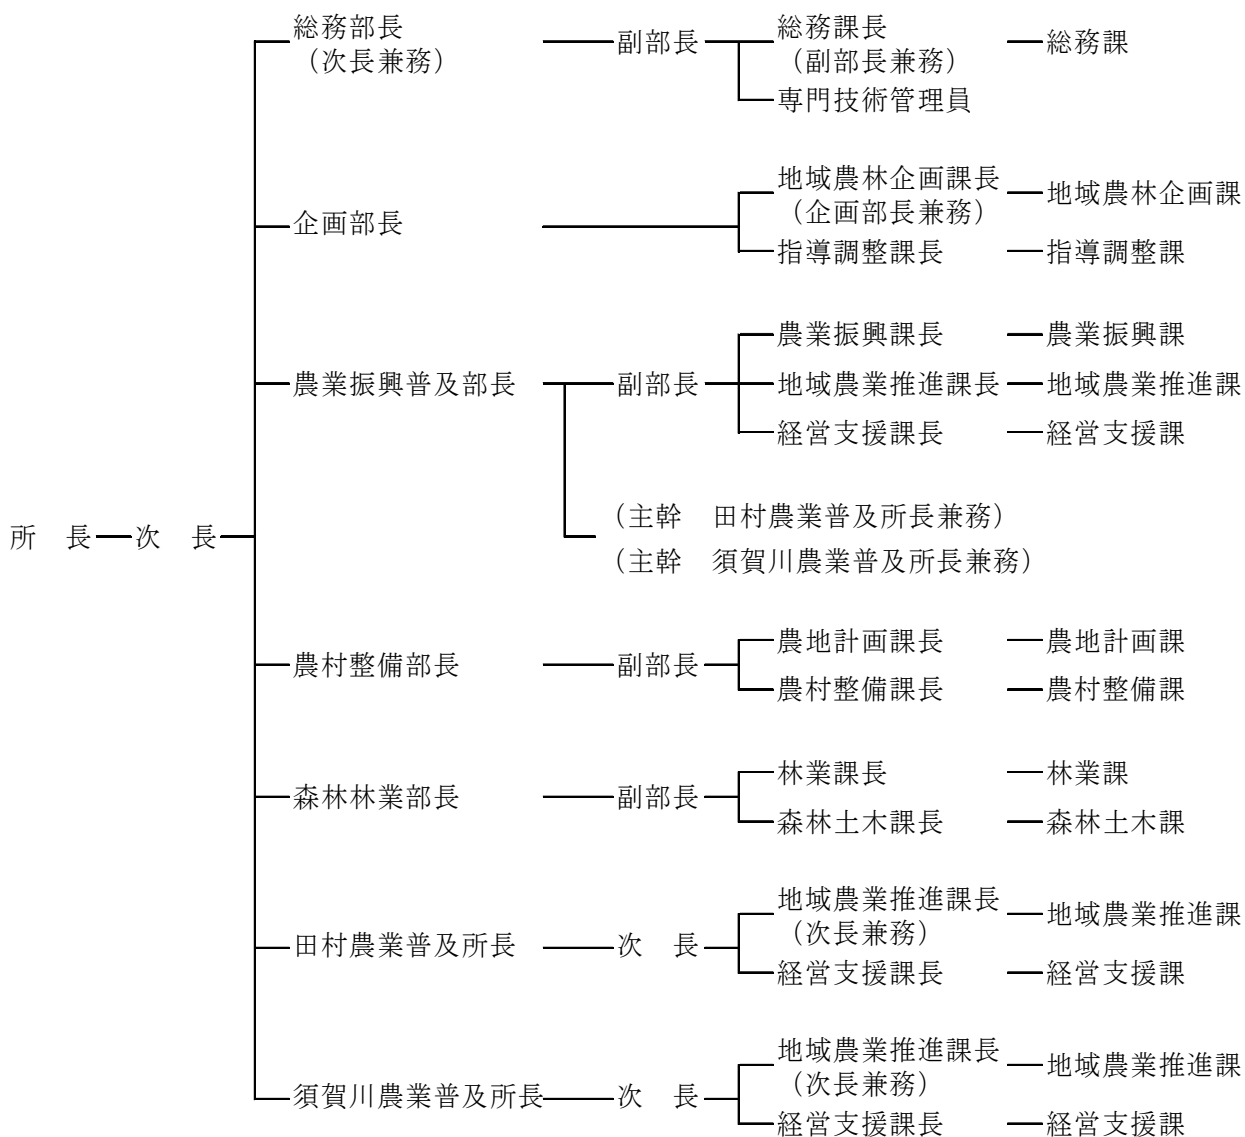 総務部長
（次長兼務）
副部長
総務課長
（副部長兼務）
総務課
専門技術管理員
企画部長
地域農林企画課長
（企画部長兼務）
地域農林企画課
指導調整課長
指導調整課
農業振興普及部長
副部長
農業振興課長
農業振興課
地域農業推進課長
地域農業推進課
経営支援課長
経営支援課
（主幹　田村農業普及所長兼務）
（主幹　須賀川農業普及所長兼務）
所　長
次　長
農村整備部長
副部長
農地計画課長
農地計画課
農村整備課長
農村整備課
森林林業部長
副部長
林業課長
林業課
森林土木課長
森林土木課
田村農業普及所長
次　長
地域農業推進課長
（次長兼務）
地域農業推進課
経営支援課長
経営支援課
須賀川農業普及所長
次　長
地域農業推進課長
（次長兼務）
地域農業推進課
経営支援課長
経営支援課